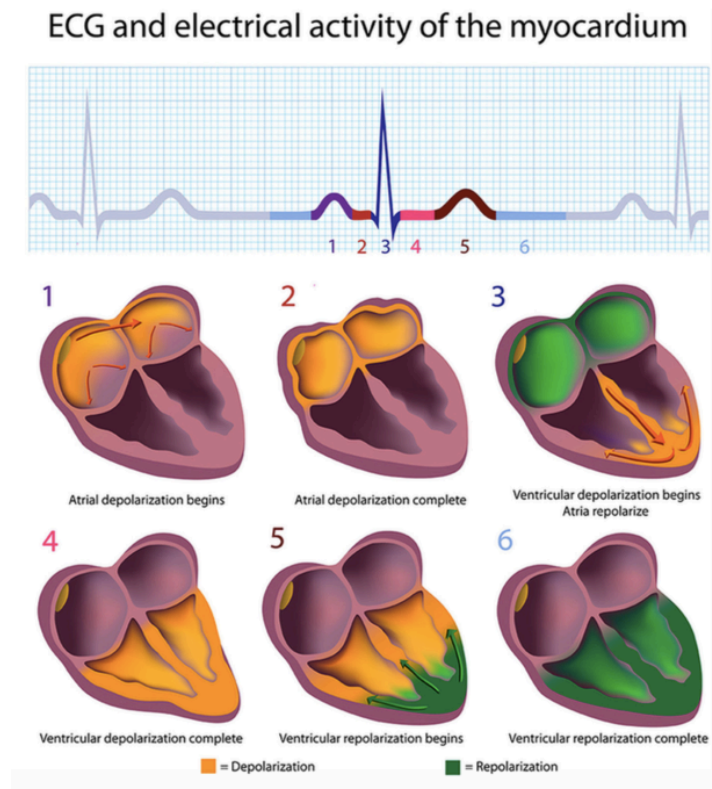 ECG and electrical activity of the myocardium
1 2 3 4 5 6
1 2 3
Atrial depolarization begins
Atrial depolarization complete
Ventricular depolarization begins
Atria repolarize
4 5 6
Ventricular depolarization complete
Ventricular repolarization begins
Ventricular repolarization complete
= Depolarization
= Repolarization